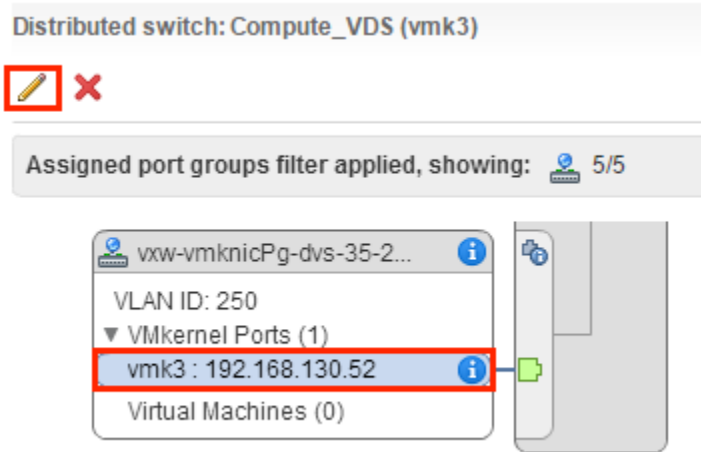 Distributed switch: Compute_VDS (vmk3)
Assigned port groups filter applied, showing: 5/5
vxw-vmknicPg-dvs-35-2...
VLAN ID: 250
VMkernel Ports (1)
vmk3 : 192.168.130.52
Virtual Machines (0)